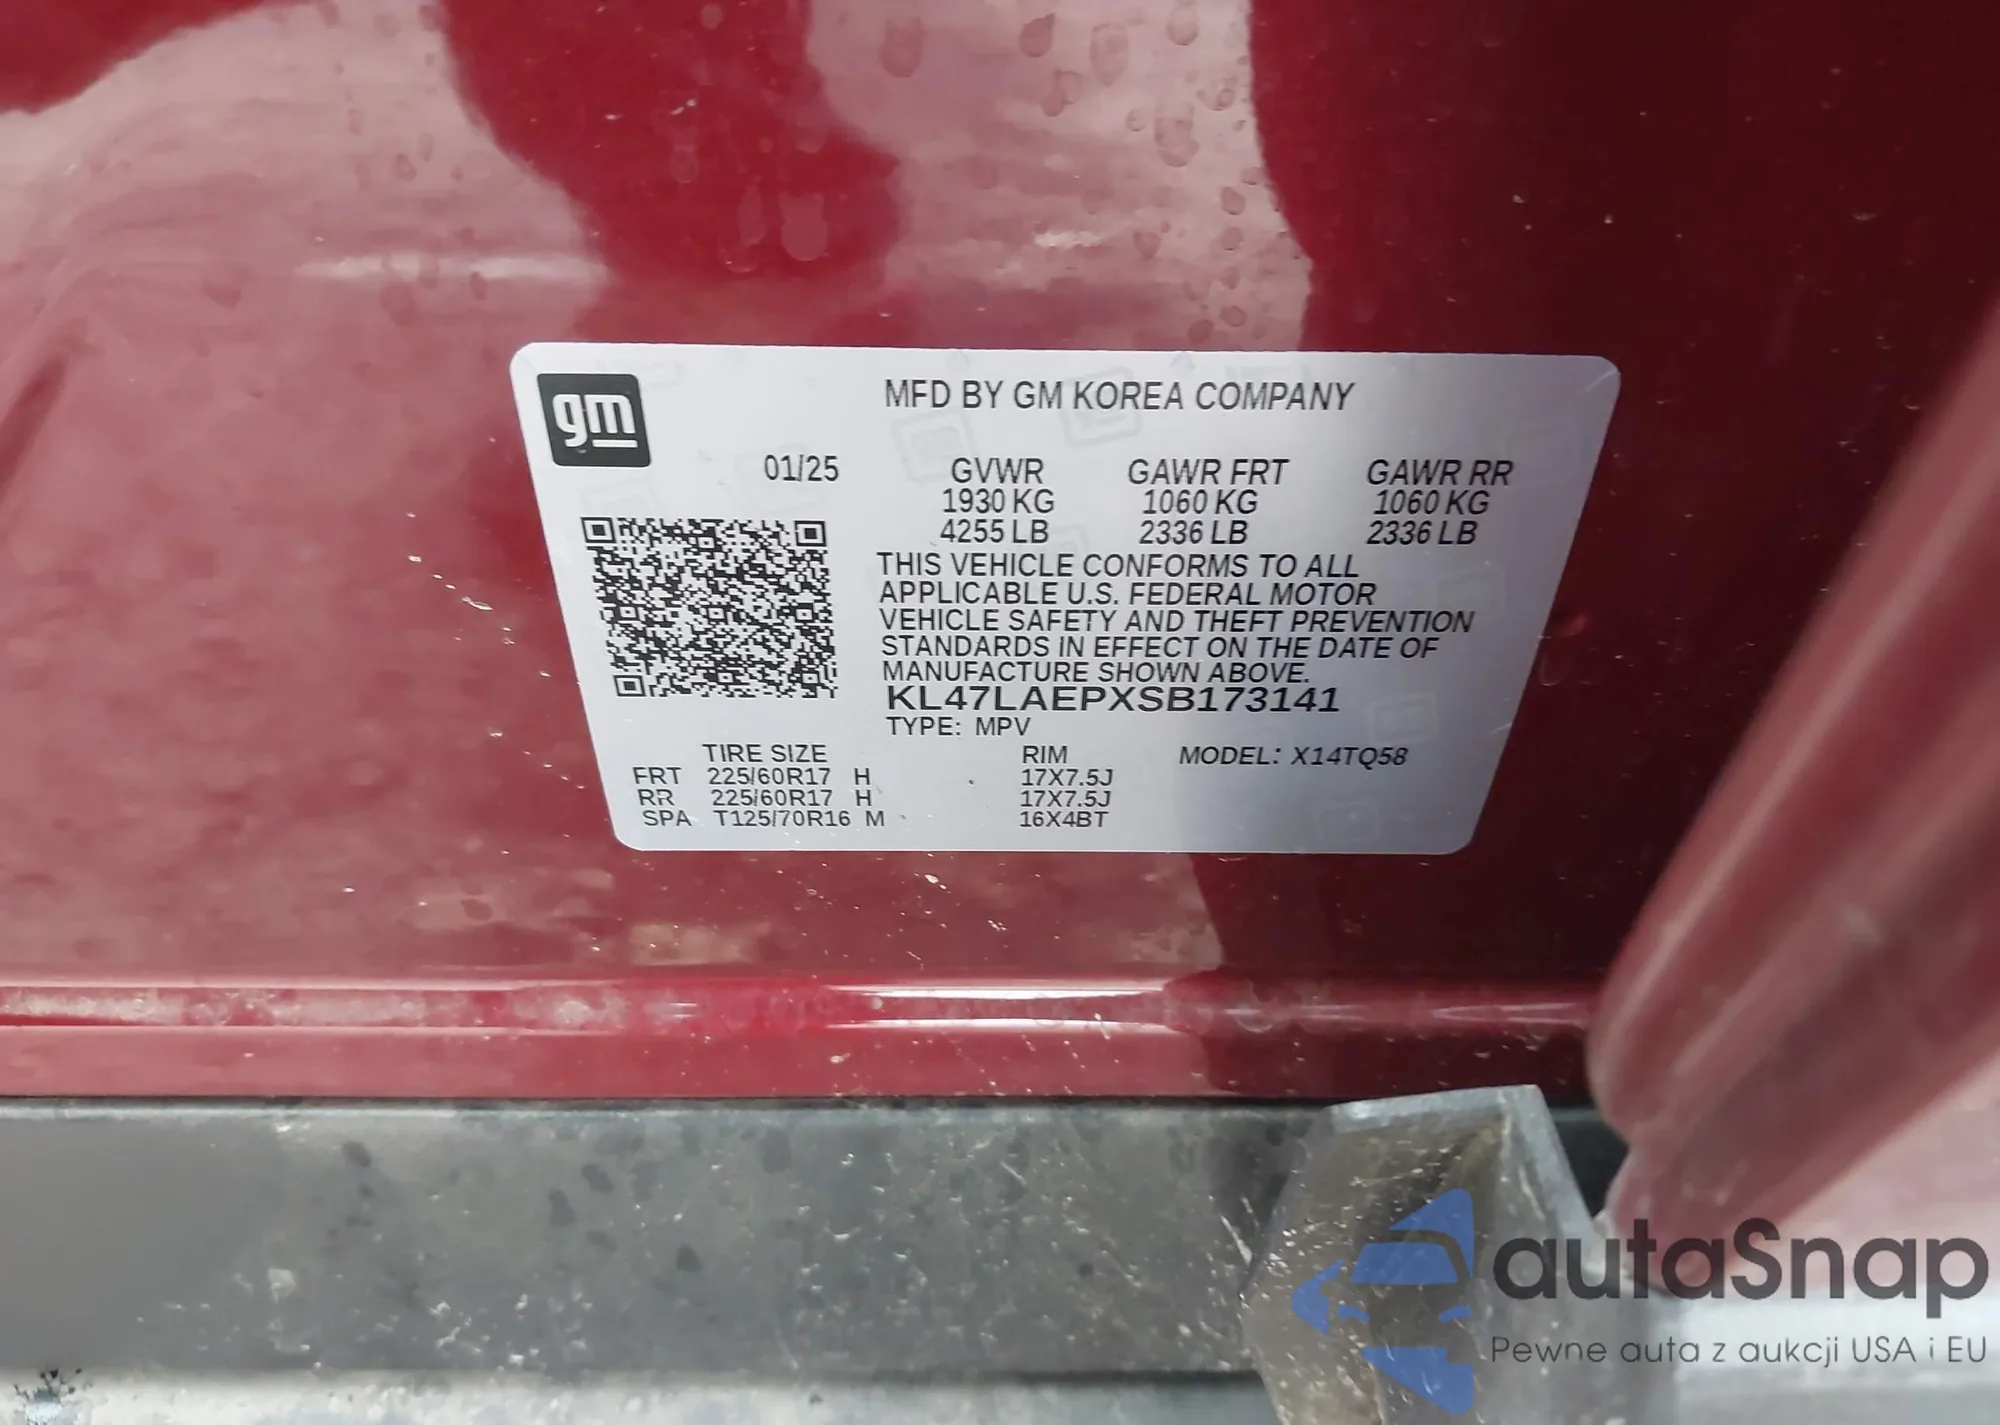 gm
MFD BY GM KOREA COMPANY
01/25 GVWR GAWR FRT GAWR RR
1930 KG 1060 KG 1060 KG
4255 LB 2336 LB 2336 LB
THIS VEHICLE CONFORMS TO ALL
APPLICABLE U.S. FEDERAL MOTOR
VEHICLE SAFETY AND THEFT PREVENTION
STANDARDS IN EFFECT ON THE DATE OF
MANUFACTURE SHOWN ABOVE.
KL47LAEPXSB173141
TYPE: MPV
TIRE SIZE RIM MODEL: X14TQ58
FRT 225/60R17 H 17X7.5J
RR 225/60R17 H 17X7.5J
SPA T125/70R16 M 16X4BT
autaSnap
Pewne auta z aukcji USA i EU